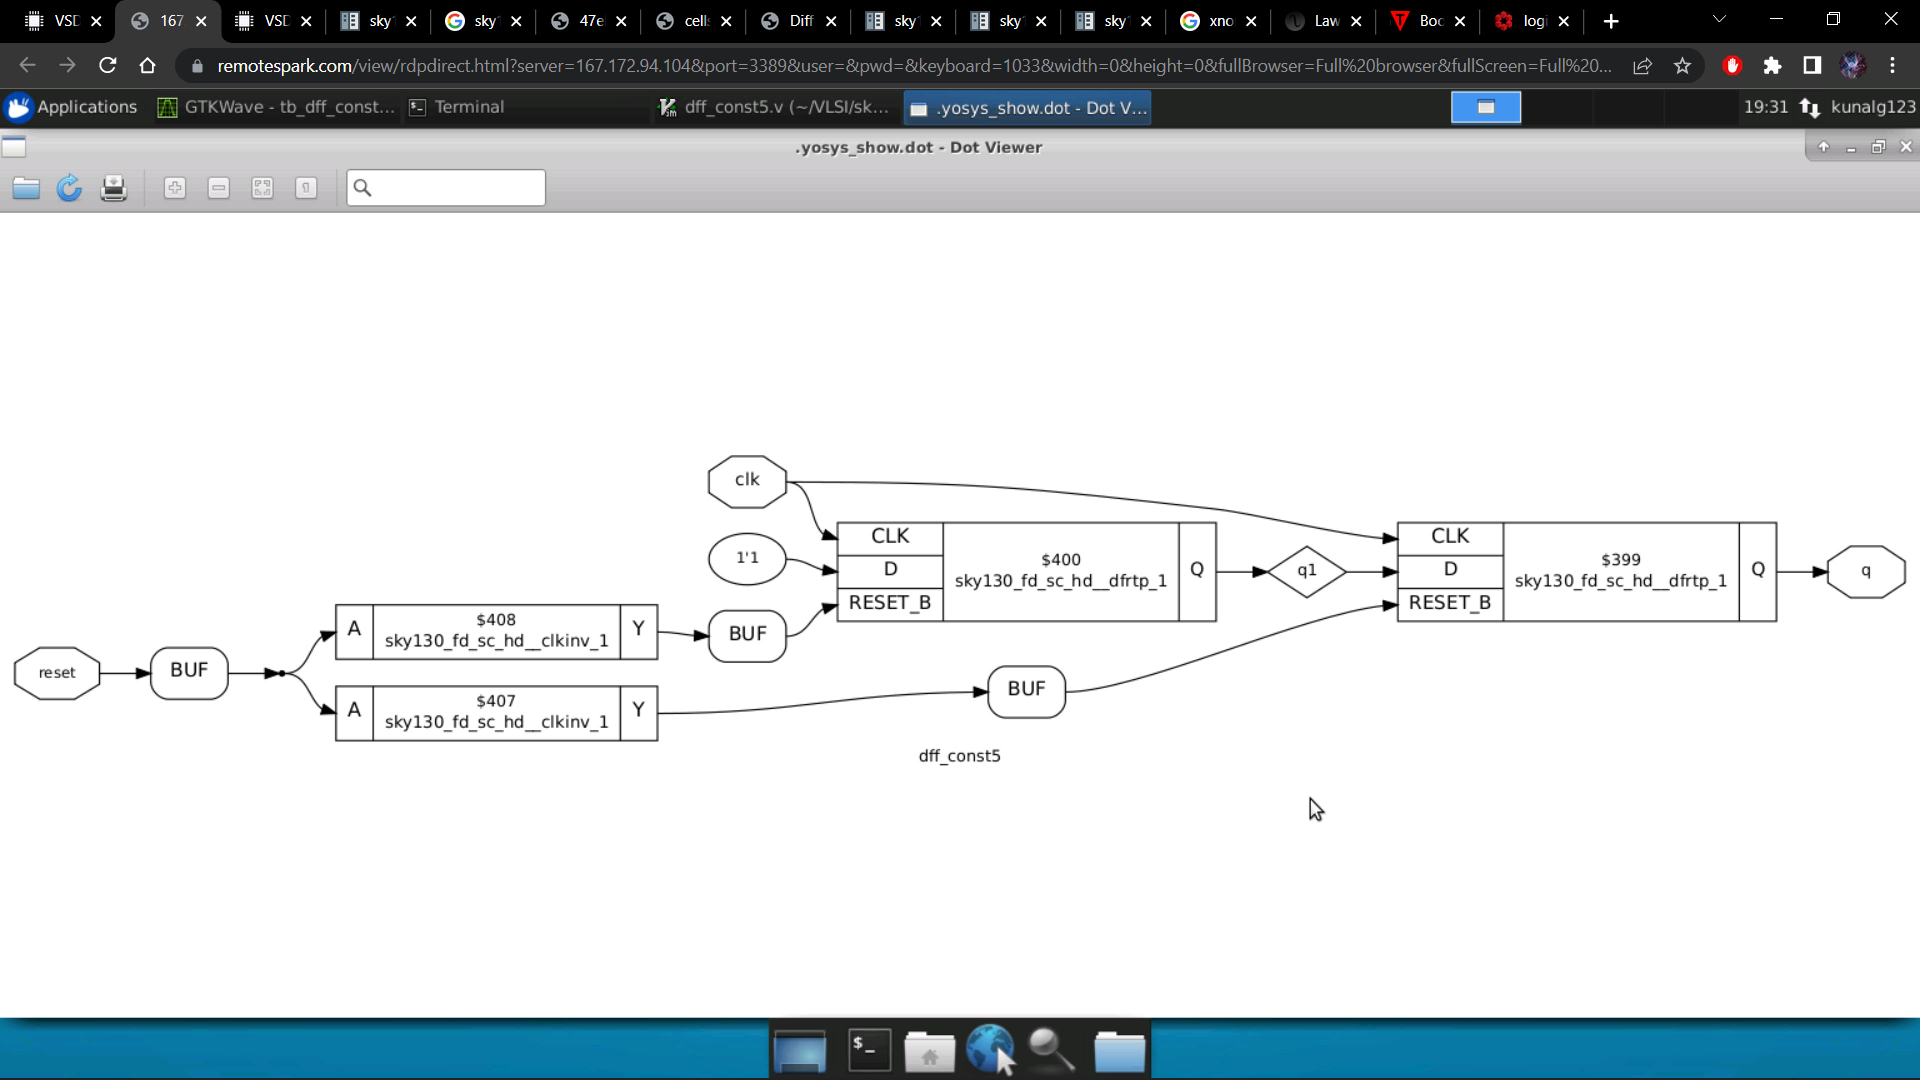 VSD
167
VSD
sky
sky
47e
cell
Diff
sky
sky
sky
xno
Law
Boc
logi
remotespark.com/view/rdpdirect.html?server=167.172.94.104&port=3389&user=&pwd=&keyboard=1033&width=0&height=0&fullBrowser=Full%20browser&fullScreen=Full%20...
Applications
GTKWave - tb_dff_const...
Terminal
dff_const5.v (~/VLSI/sk...
.yosys_show.dot - Dot V...
19:31
kunalg123
.yosys_show.dot - Dot Viewer
clk
1'1
BUF
CLK
D
RESET_B
$400
sky130_fd_sc_hd__dfrtp_1
Q
q1
CLK
D
RESET_B
$399
sky130_fd_sc_hd__dfrtp_1
Q
q
reset
BUF
A
$408
sky130_fd_sc_hd__clkinv_1
Y
A
$407
sky130_fd_sc_hd__clkinv_1
Y
BUF
dff_const5
$_